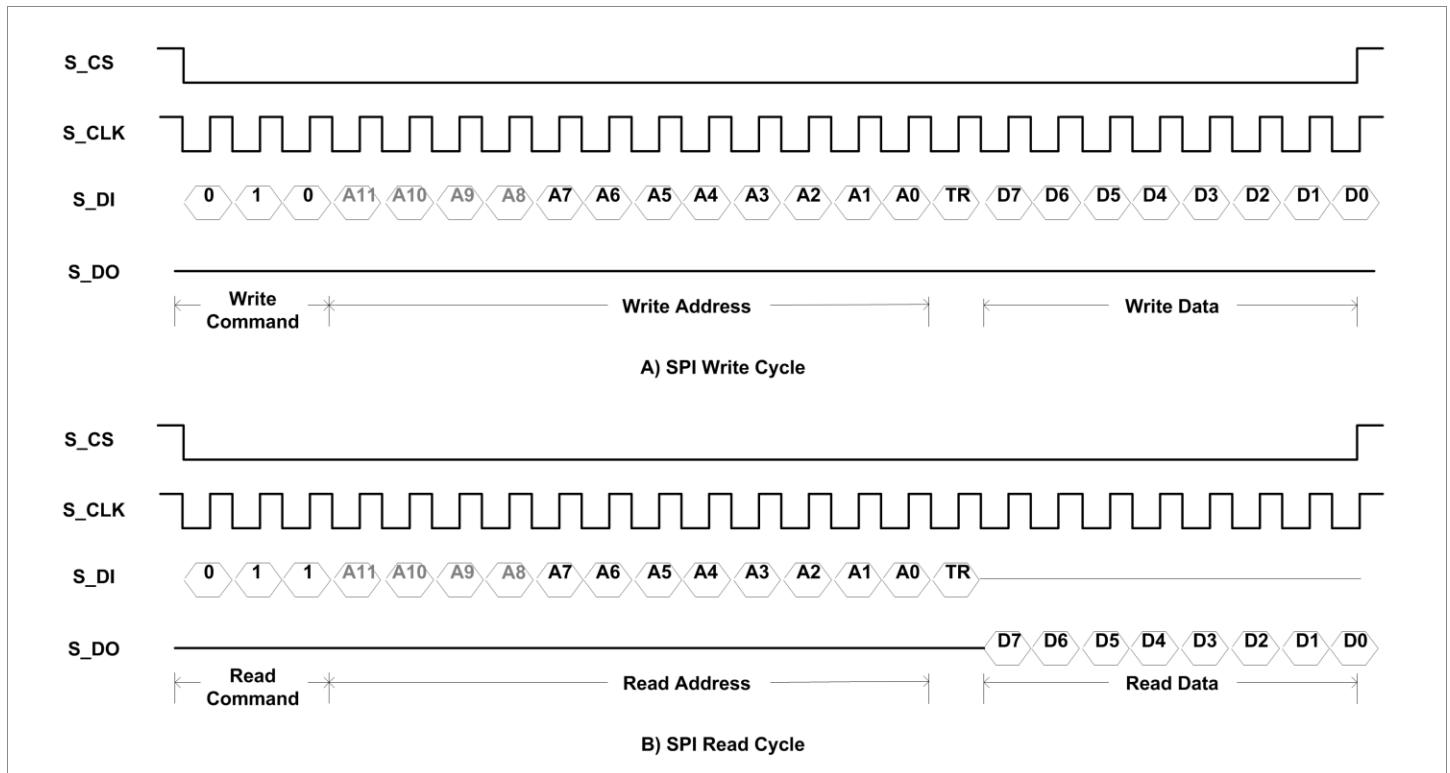 S_CS
S_CLK
S_DI 0 1 0 A11 A10 A9 A8 A7 A6 A5 A4 A3 A2 A1 A0 TR D7 D6 D5 D4 D3 D2 D1 D0
S_DO
Write Command
Write Address
Write Data
A) SPI Write Cycle
S_CS
S_CLK
S_DI 0 1 1 A11 A10 A9 A8 A7 A6 A5 A4 A3 A2 A1 A0 TR
S_DO D7 D6 D5 D4 D3 D2 D1 D0
Read Command
Read Address
Read Data
B) SPI Read Cycle